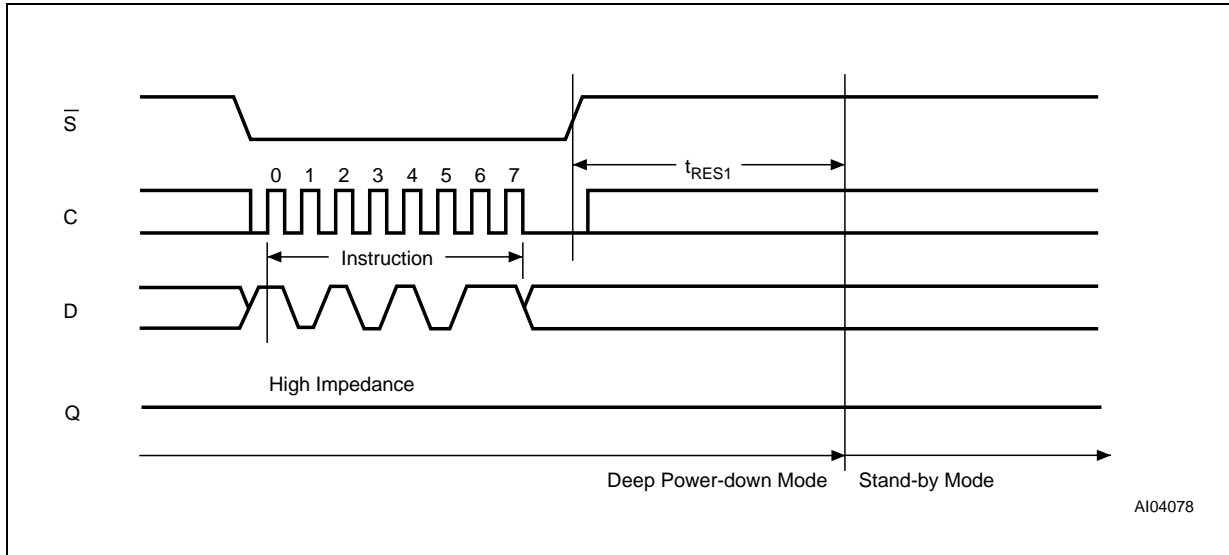 S̅
0 1 2 3 4 5 6 7
tRES1
C
Instruction
D
High Impedance
Q
Deep Power-down Mode Stand-by Mode
AI04078